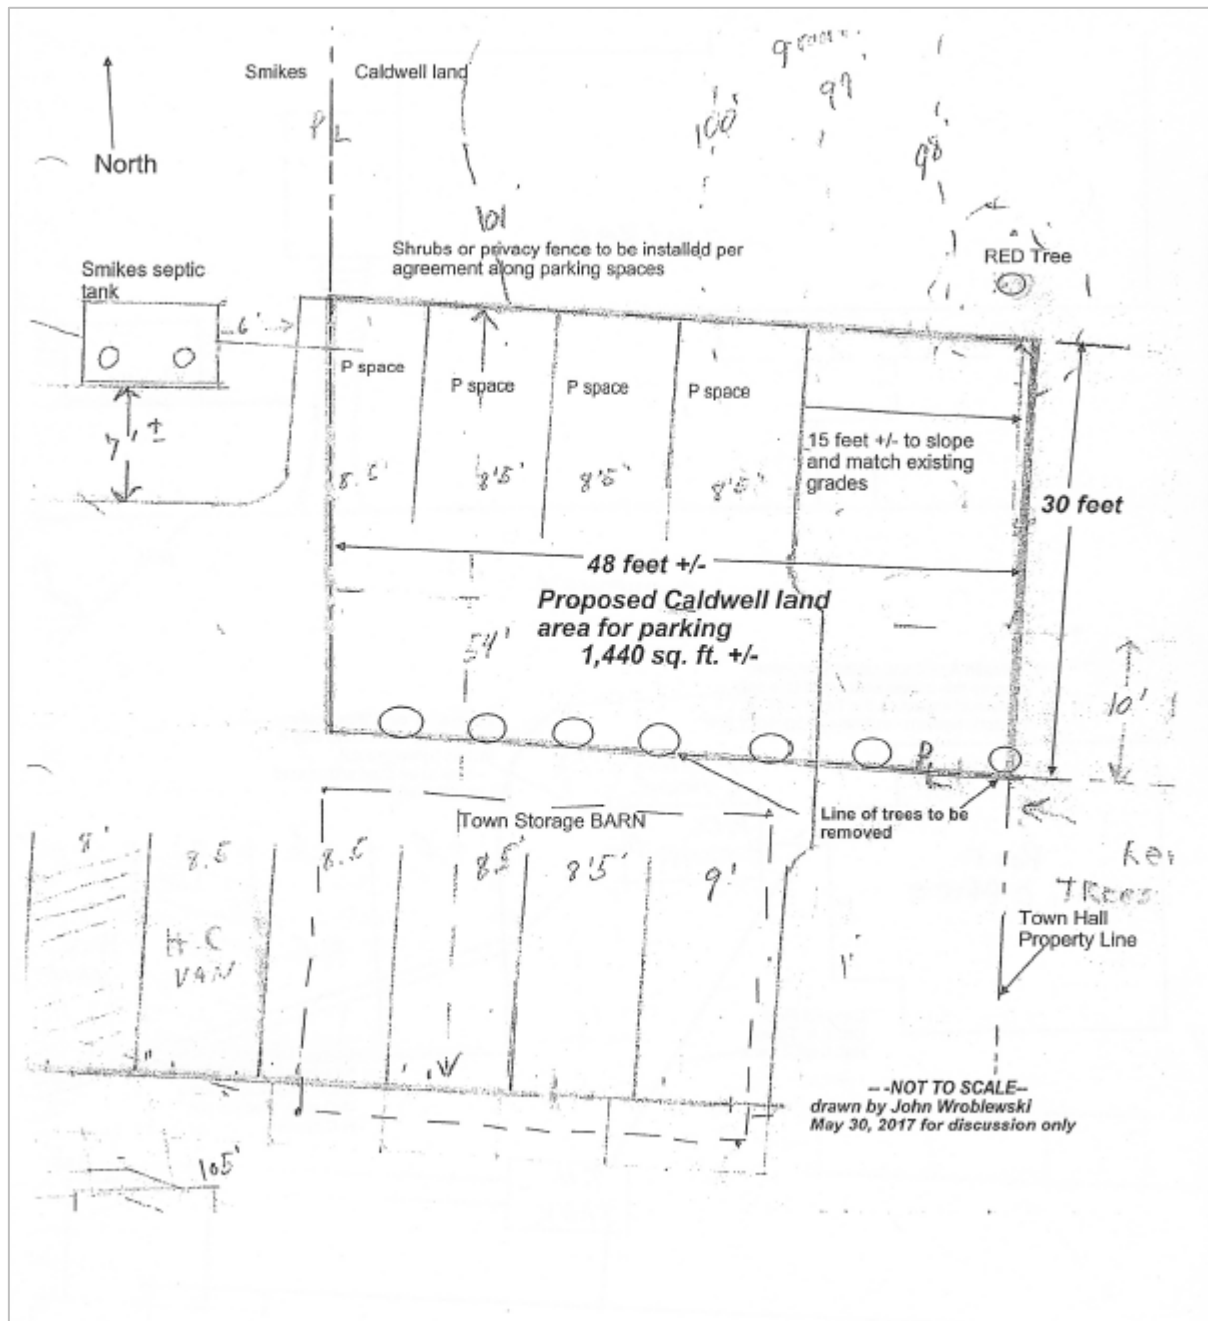 Smikes
Caldwell land
100'
97
98'
P L
North
101'
RED Tree
Shrubs or privacy fence to be installed per
agreement along parking spaces
Smikes septic
tank
6'
P space
P space
P space
P space
7' ±
15 feet +/- to slope
and match existing
grades
8.5'
8'5"
8'5"
8'5"
30 feet
48 feet +/-
Proposed Caldwell land
area for parking
1,440 sq. ft. +/-
54'
10'
P L
Line of trees to be
removed
Town Storage BARN
8'
8.5
8.5
8.5'
8'5'
9'
TREES
H.C
VAN
Town Hall
Property Line
1'
---NOT TO SCALE--
drawn by John Wroblewski
May 30, 2017 for discussion only
105'